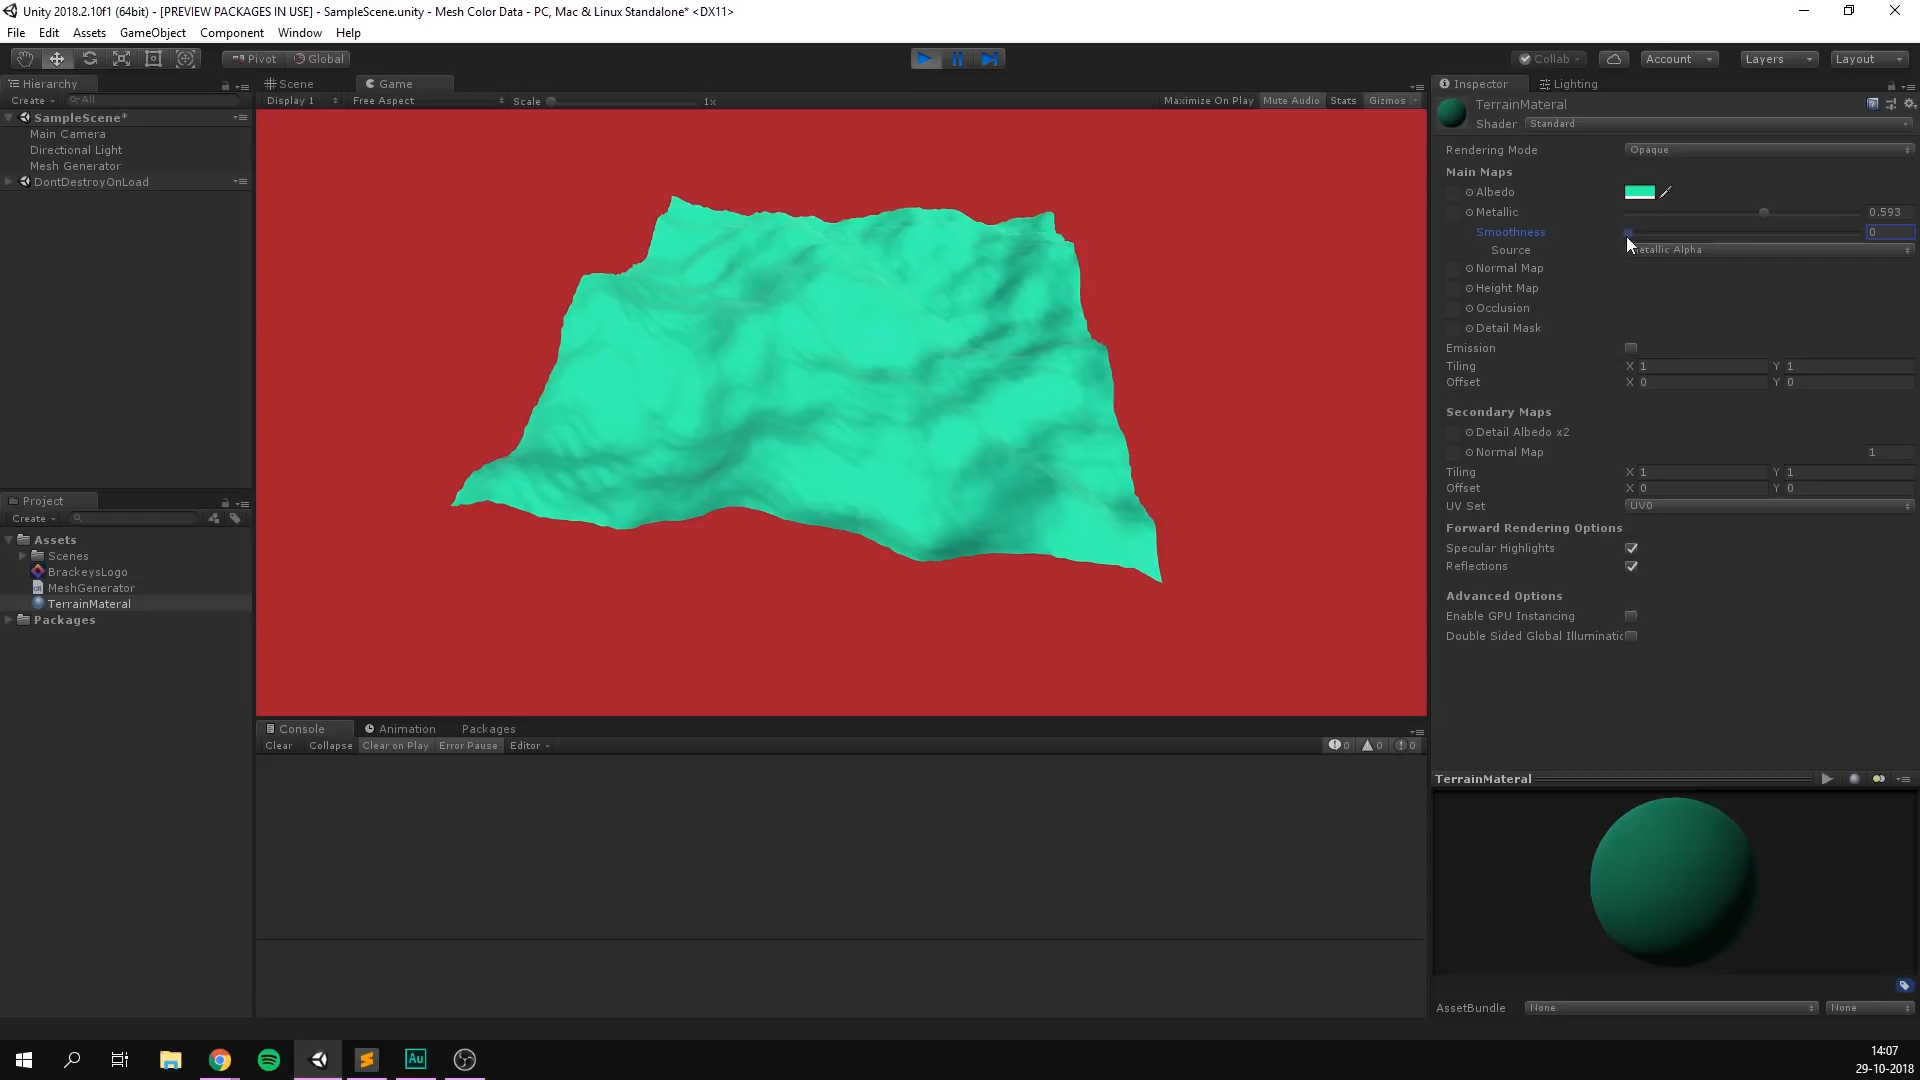 Unity 2018.2.10f1 (64bit) - [PREVIEW PACKAGES IN USE] - SampleScene.unity - Mesh Color Data - PC, Mac & Linux Standalone* <DX11>
File Edit Assets GameObject Component Window Help
Pivot Global Collab Account Layers Layout
Hierarchy
Create All
SampleScene*
Main Camera
Directional Light
Mesh Generator
DontDestroyOnLoad
Scene Game
Display 1 Free Aspect Scale 1x Maximize On Play Mute Audio Stats Gizmos
Inspector Lighting
TerrainMateral
Shader Standard
Rendering Mode Opaque
Main Maps
Albedo
Metallic 0.593
Smoothness 0
Source etallic Alpha
Normal Map
Height Map
Occlusion
Detail Mask
Emission
Tiling X 1 Y 1
Offset X 0 Y 0
Secondary Maps
Detail Albedo x2
Normal Map 1
Tiling X 1 Y 1
Offset X 0 Y 0
UV Set UV0
Forward Rendering Options
Specular Highlights
Reflections
Advanced Options
Enable GPU Instancing
Double Sided Global Illuminatic
Project
Create
Assets
Scenes
BrackeysLogo
MeshGenerator
TerrainMateral
Packages
Console Animation Packages
Clear Collapse Clear on Play Error Pause Editor 0 0 0
TerrainMateral
AssetBundle None None
Au
14:07
29-10-2018